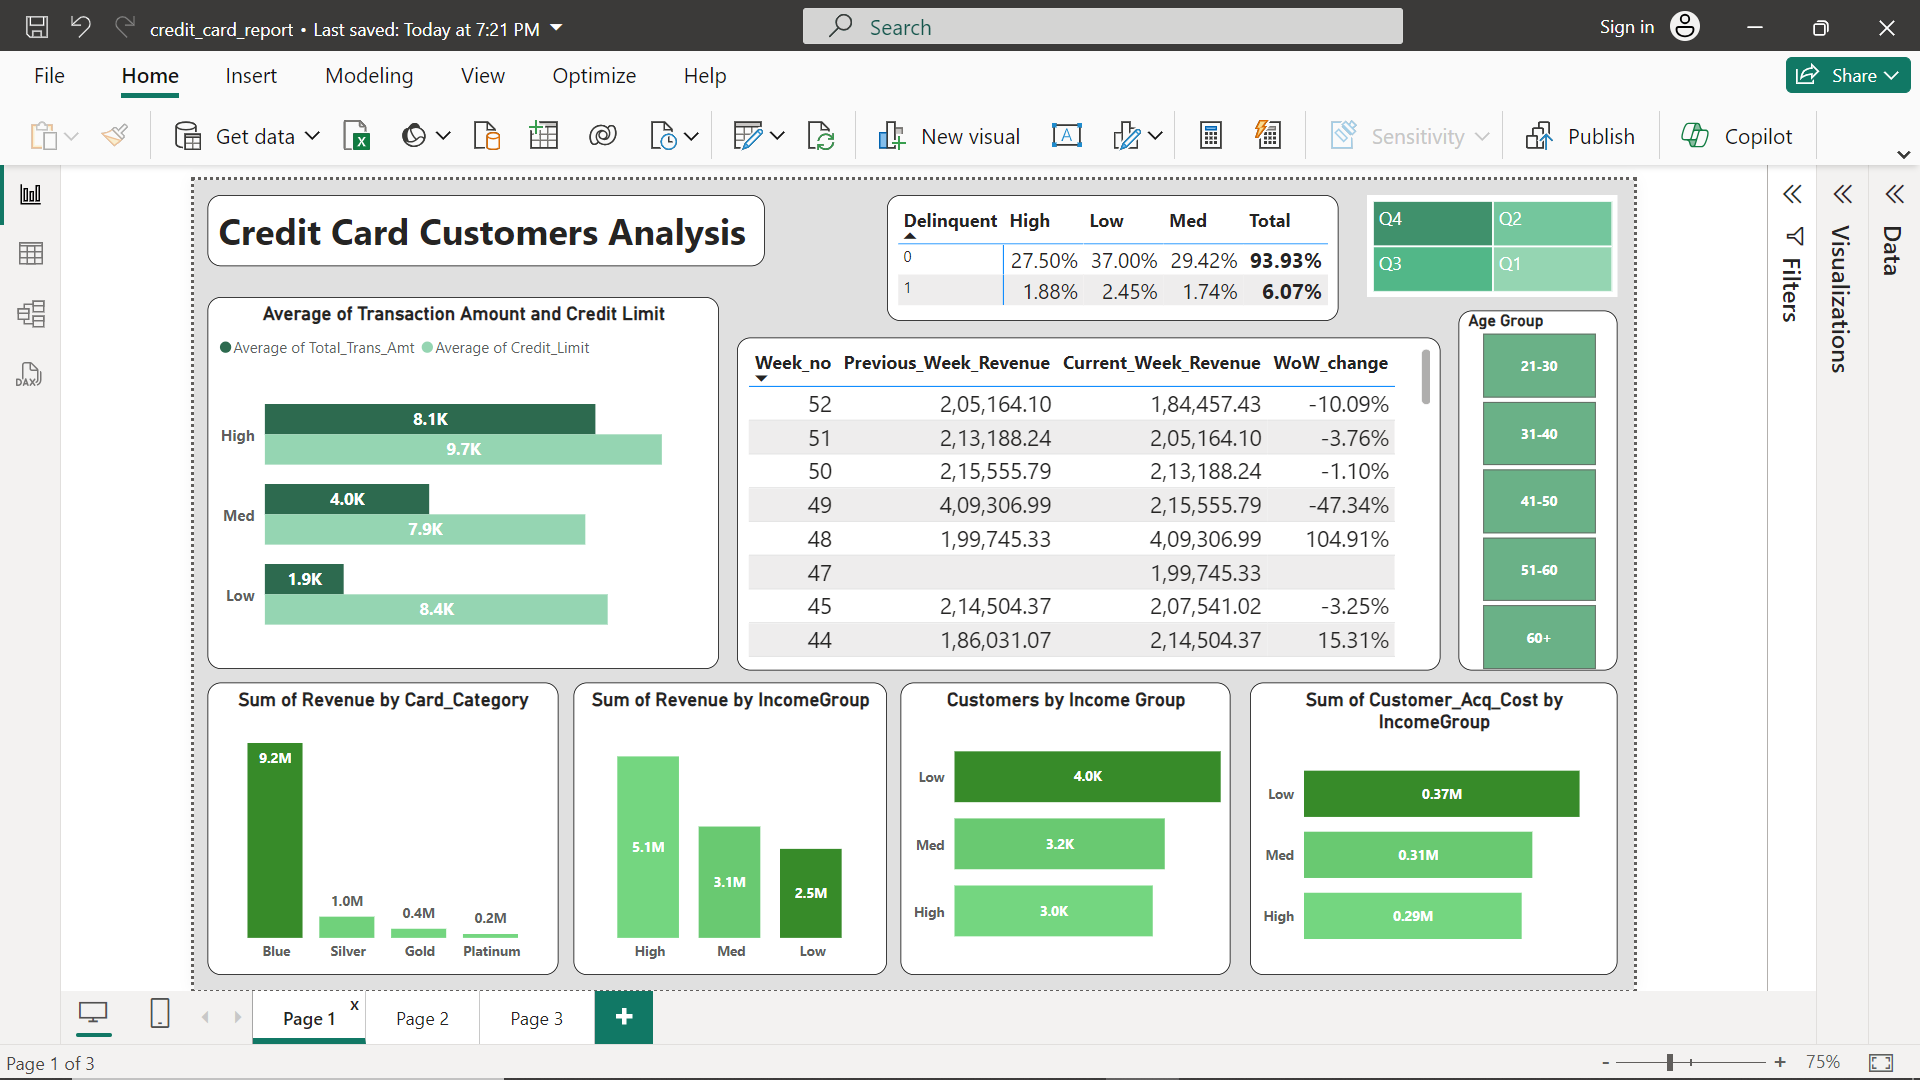 credit_card_report • Last saved: Today at 7:21 PM
Search
Sign in
File Home Insert Modeling View Optimize Help
Share
Get data
New visual
Sensitivity
Publish
Copilot
Credit Card Customers Analysis
Delinquent High Low Med Total
0 27.50% 37.00% 29.42% 93.93%
1 1.88% 2.45% 1.74% 6.07%
Q4 Q2
Q3 Q1
Filters
Visualizations
Data
DAX
Average of Transaction Amount and Credit Limit
Average of Total_Trans_Amt Average of Credit_Limit
High 8.1K
9.7K
Med 4.0K
7.9K
Low 1.9K
8.4K
Week_no Previous_Week_Revenue Current_Week_Revenue WoW_change
52 2,05,164.10 1,84,457.43 -10.09%
51 2,13,188.24 2,05,164.10 -3.76%
50 2,15,555.79 2,13,188.24 -1.10%
49 4,09,306.99 2,15,555.79 -47.34%
48 1,99,745.33 4,09,306.99 104.91%
47 1,99,745.33
45 2,14,504.37 2,07,541.02 -3.25%
44 1,86,031.07 2,14,504.37 15.31%
Age Group
21-30
31-40
41-50
51-60
60+
Sum of Revenue by Card_Category
9.2M
1.0M
0.4M
0.2M
Blue Silver Gold Platinum
Sum of Revenue by IncomeGroup
5.1M
3.1M
2.5M
High Med Low
Customers by Income Group
Low 4.0K
Med 3.2K
High 3.0K
Sum of Customer_Acq_Cost by
IncomeGroup
Low 0.37M
Med 0.31M
High 0.29M
Page 1 x
Page 2
Page 3
+
Page 1 of 3
- + 75%